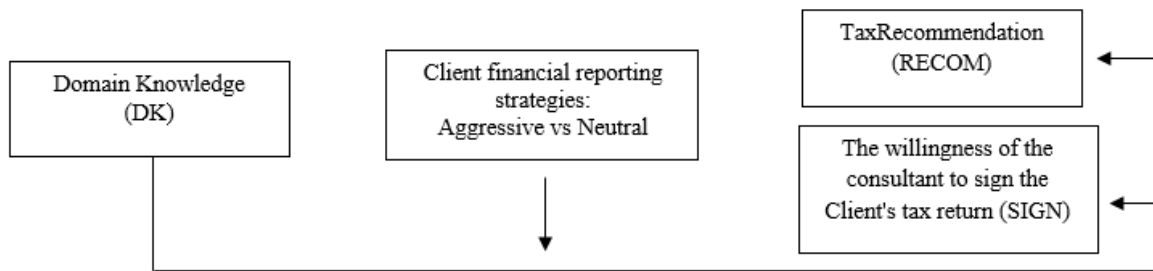 Domain Knowledge
(DK)
Client financial reporting
strategies:
Aggressive vs Neutral
TaxRecommendation
(RECOM)
The willingness of the
consultant to sign the
Client's tax return (SIGN)